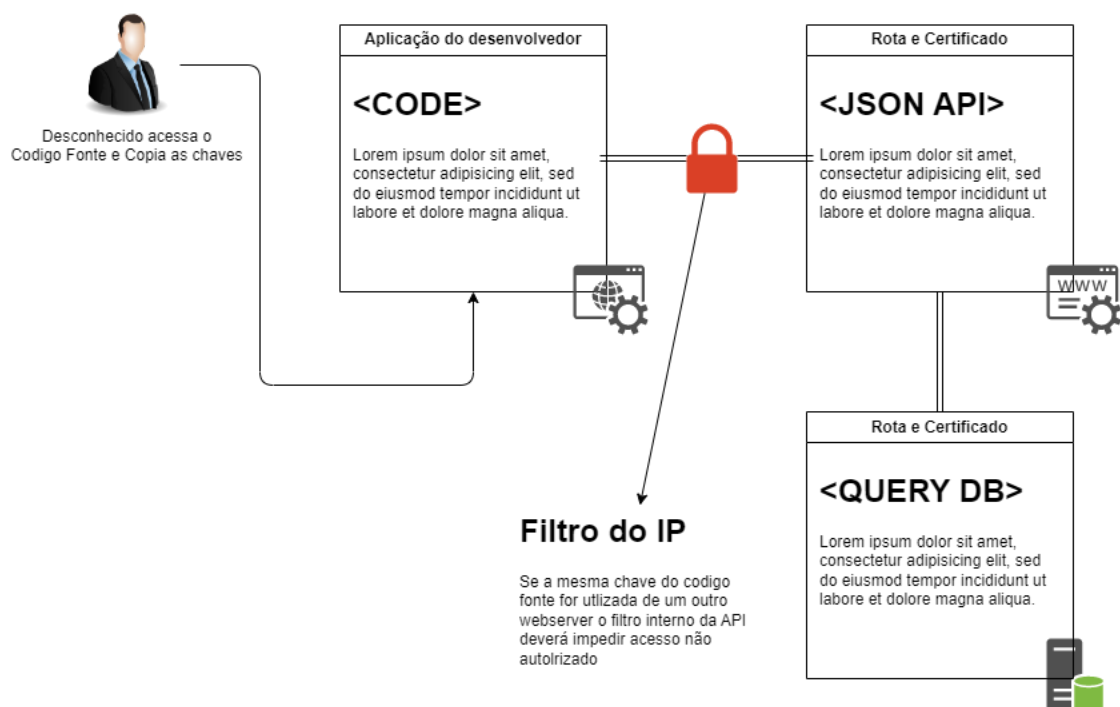 Desconhecido acessa o
Codigo Fonte e Copia as chaves
Aplicação do desenvolvedor
<CODE>
Lorem ipsum dolor sit amet,
consectetur adipisicing elit, sed
do eiusmod tempor incididunt ut
labore et dolore magna aliqua.
Rota e Certificado
<JSON API>
Lorem ipsum dolor sit amet,
consectetur adipisicing elit, sed
do eiusmod tempor incididunt ut
labore et dolore magna aliqua.
WWW
Filtro do IP
Se a mesma chave do codigo
fonte for utlizada de um outro
webserver o filtro interno da API
deverá impedir acesso não
autolrizado
Rota e Certificado
<QUERY DB>
Lorem ipsum dolor sit amet,
consectetur adipisicing elit, sed
do eiusmod tempor incididunt ut
labore et dolore magna aliqua.